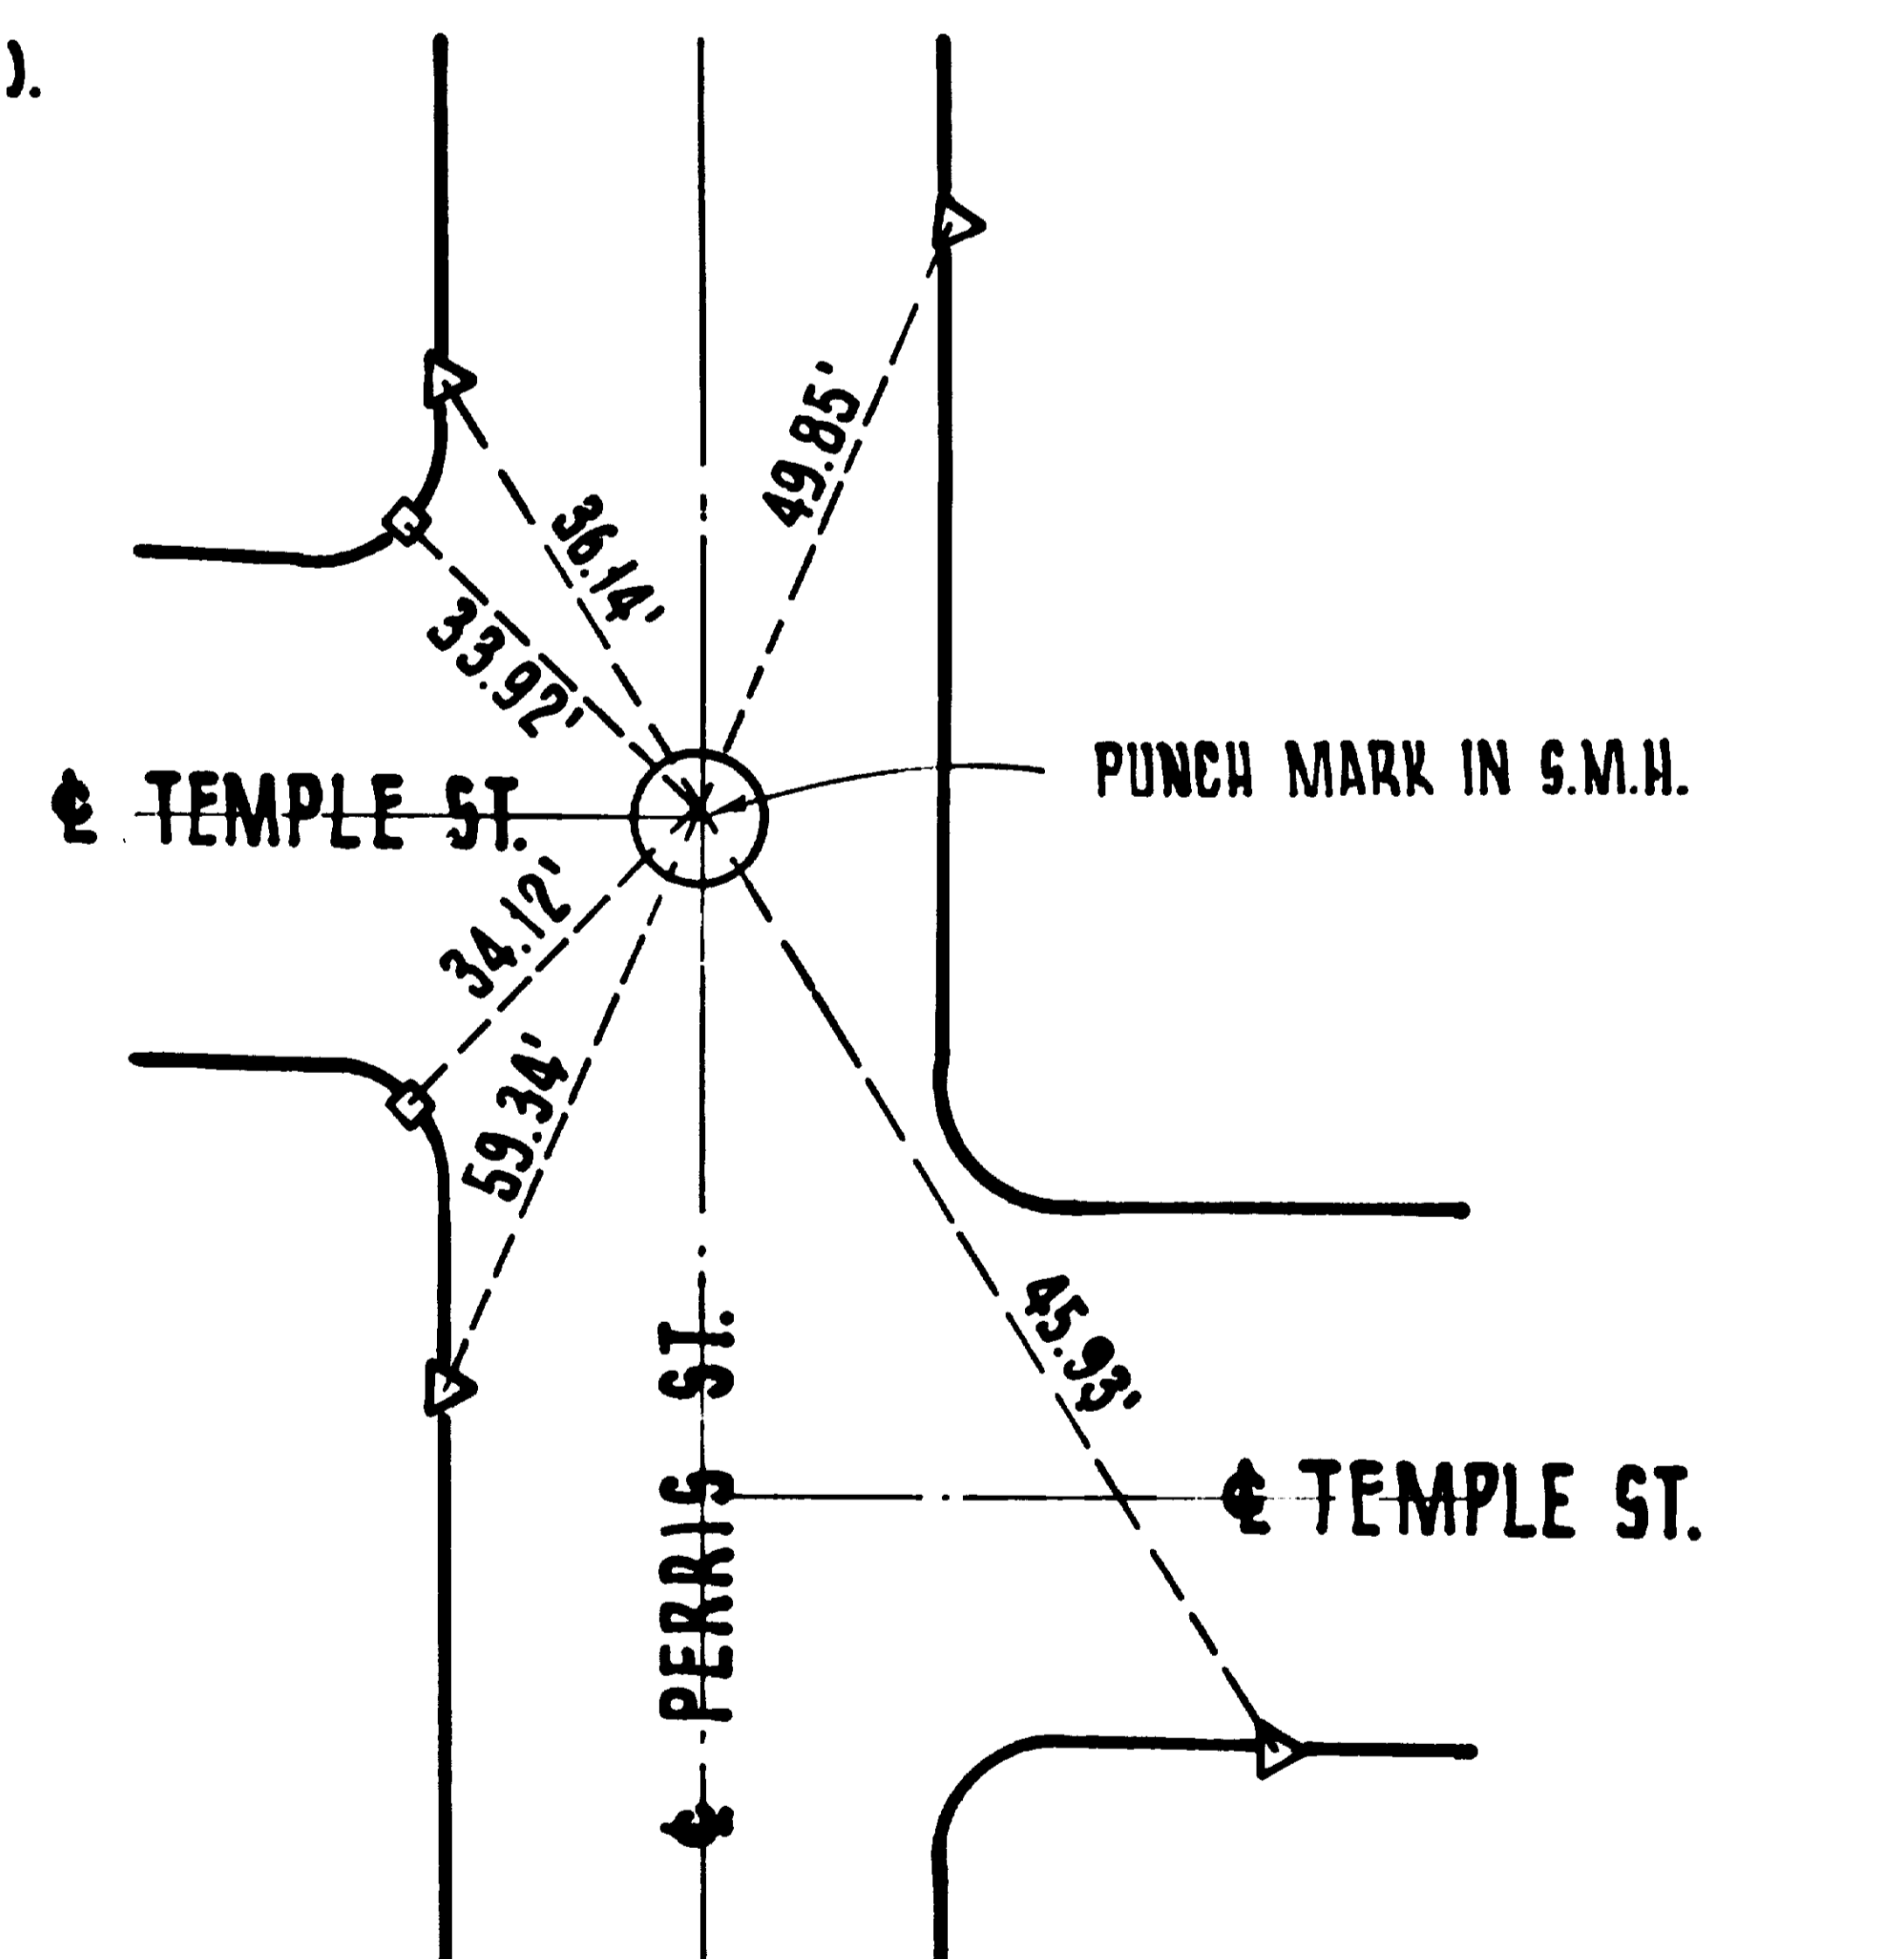 ).
49.85'
36.14'
33.92'
PUNCH MARK IN S.M.H.
℄ TEMPLE ST.
34.12'
59.34'
45.93'
℄ TEMPLE ST.
℄ PERRIS ST.